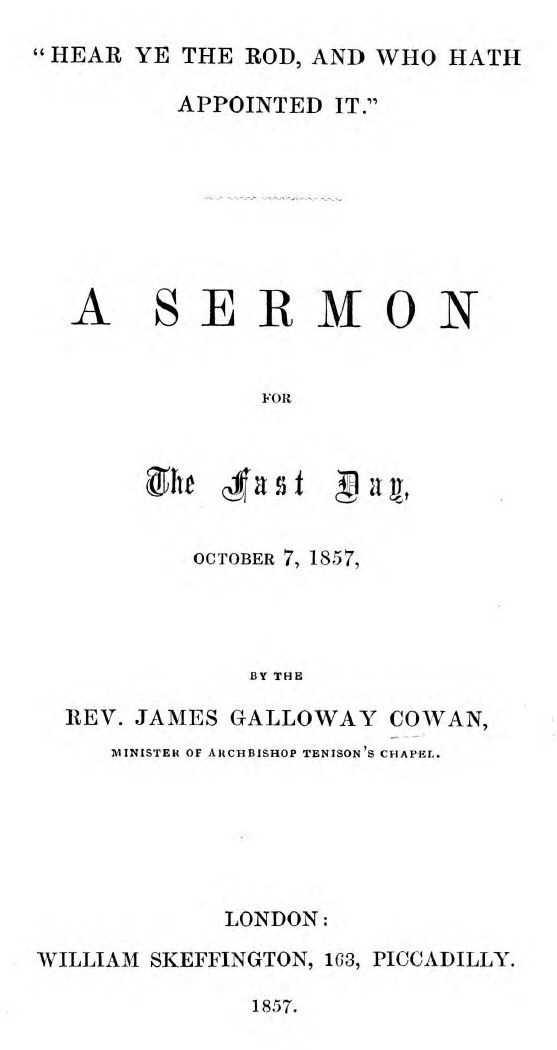 "HEAR YE THE ROD, AND WHO HATH
APPOINTED IT."
A SERMON
FOR
The Fast Day,
OCTOBER 7, 1857,
BY THE
REV. JAMES GALLOWAY COWAN,
MINISTER OF ARCHBISHOP TENISON'S CHAPEL.
LONDON:
WILLIAM SKEFFINGTON, 163, PICCADILLY.
1857.